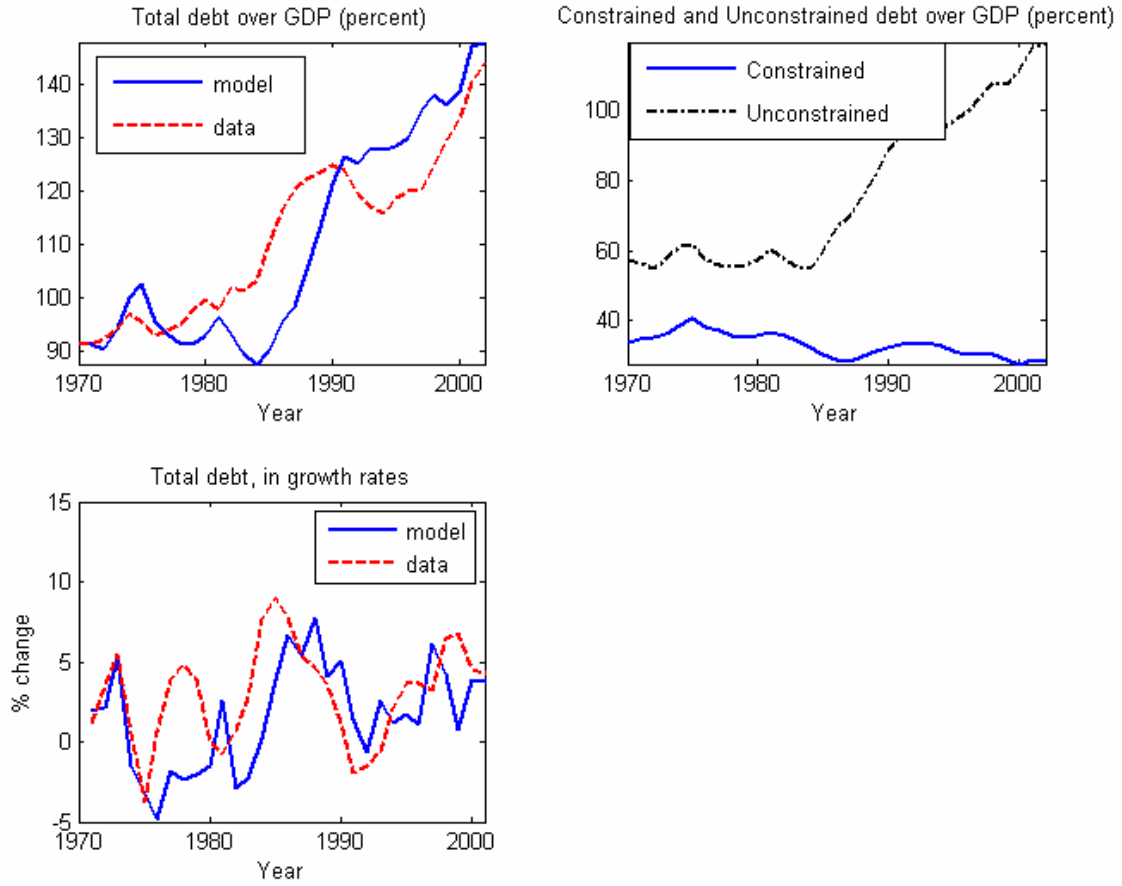 Total debt over GDP (percent)
model
data
140
130
120
110
100
90
1970
1980
1990
2000
Year
Constrained and Unconstrained debt over GDP (percent)
Constrained
Unconstrained
100
80
60
40
1970
1980
1990
2000
Year
Total debt, in growth rates
model
data
% change
15
10
5
0
-5
1970
1980
1990
2000
Year